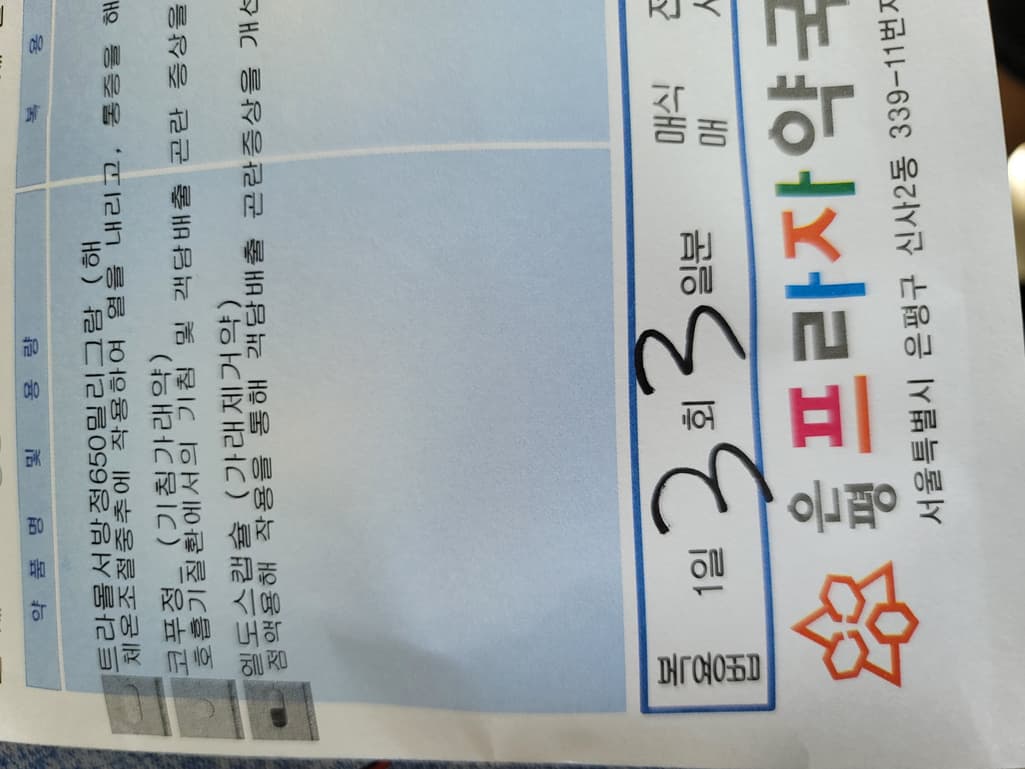 약 품 명 및 용 량 복 용
트라몰서방정650밀리그람 (해
체온조절중추에 작용하여 열을 내리고, 통증을 해
코푸정_ (기침가래약)
호흡기질환에서의 기침 및 객담배출 곤란 증상을
엘도스캡슐 (가래제거약)
점액용해 작용을 통해 객담배출 곤란증상을 개선
복용방법 1일 3회 3일분 매식 매
은평 프라자약국
서울특별시 은평구 신사2동 339-11번지